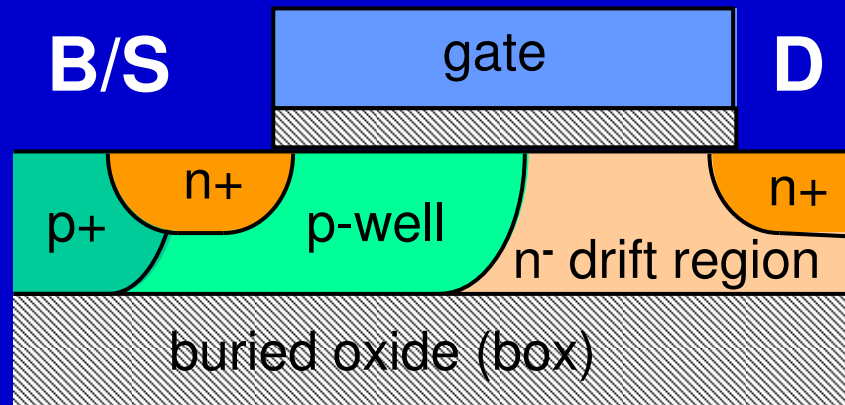 B/S
gate
D
n+
n+
p+
p-well
n- drift region
buried oxide (box)